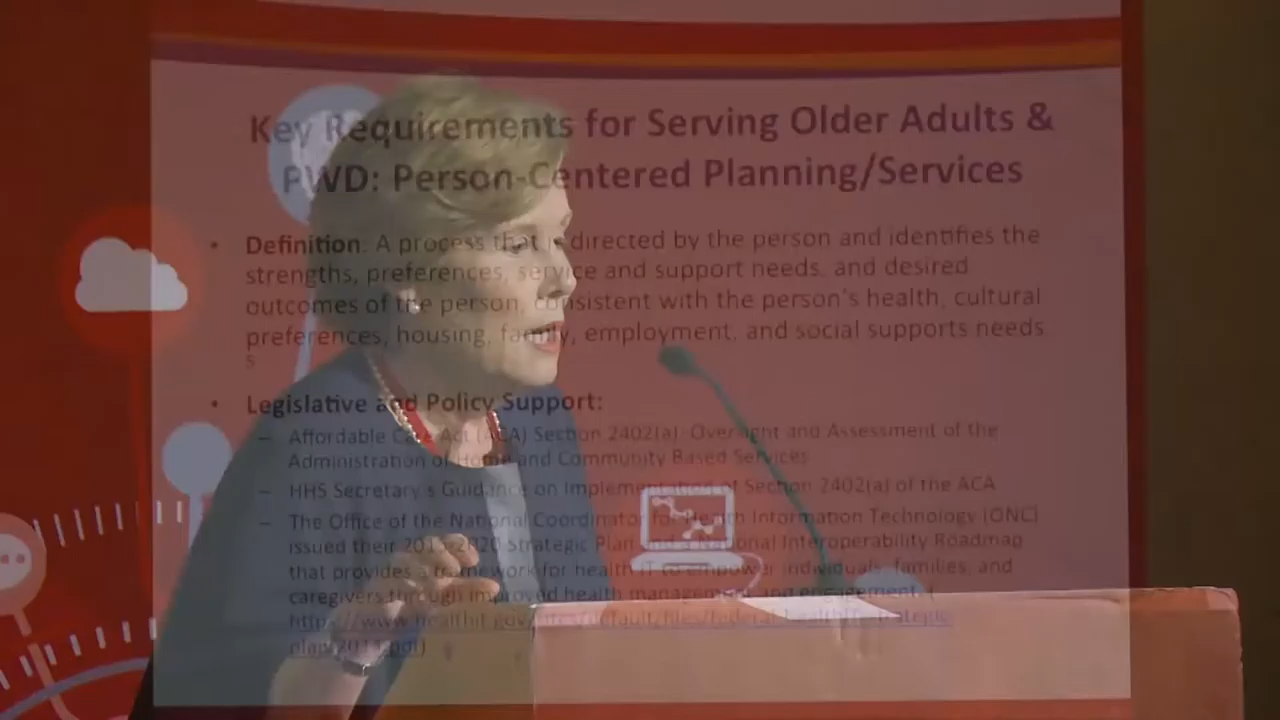 Key Requirements for Serving Older Adults &
PWD: Person-Centered Planning/Services
• Definition: A process that is directed by the person and identifies the
strengths, preferences, service and support needs, and desired
outcomes of the person, consistent with the person's health, cultural
preferences, housing, family, employment, and social supports needs
s
• Legislative and Policy Support:
– Affordable Care Act (ACA) Section 2402(a): Oversight and Assessment of the
Administration of Home and Community Based Services
– HHS Secretary's Guidance on Implementation of Section 2402(a) of the ACA
– The Office of the National Coordinator for Health Information Technology (ONC)
issued their 2015-2020 Strategic Plan and a National Interoperability Roadmap
that provides a framework for health IT to empower individuals, families, and
caregivers through improved health management and engagement. (